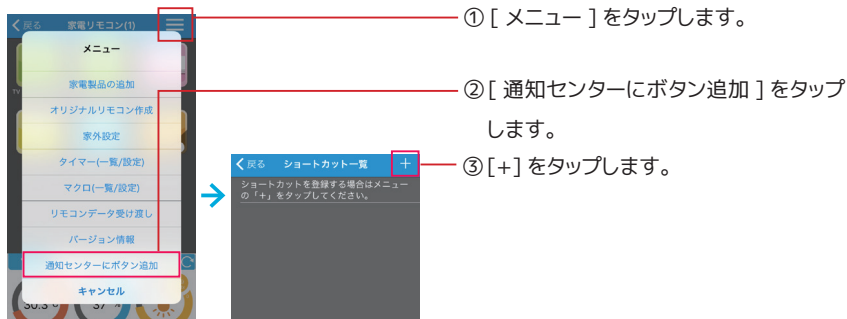 戻る 家電リモコン(1)
メニュー
家電製品の追加
オリジナルリモコン作成
家外設定
タイマー(一覧/設定)
マクロ(一覧/設定)
リモコンデータ受け渡し
バージョン情報
通知センターにボタン追加
キャンセル
TV
30.3
37 %
戻る ショートカット一覧 +
ショートカットを登録する場合はメニュー
の「+」をタップしてください。
① [ メニュー ] をタップします。
② [ 通知センターにボタン追加 ] をタップ
します。
③ [+] をタップします。